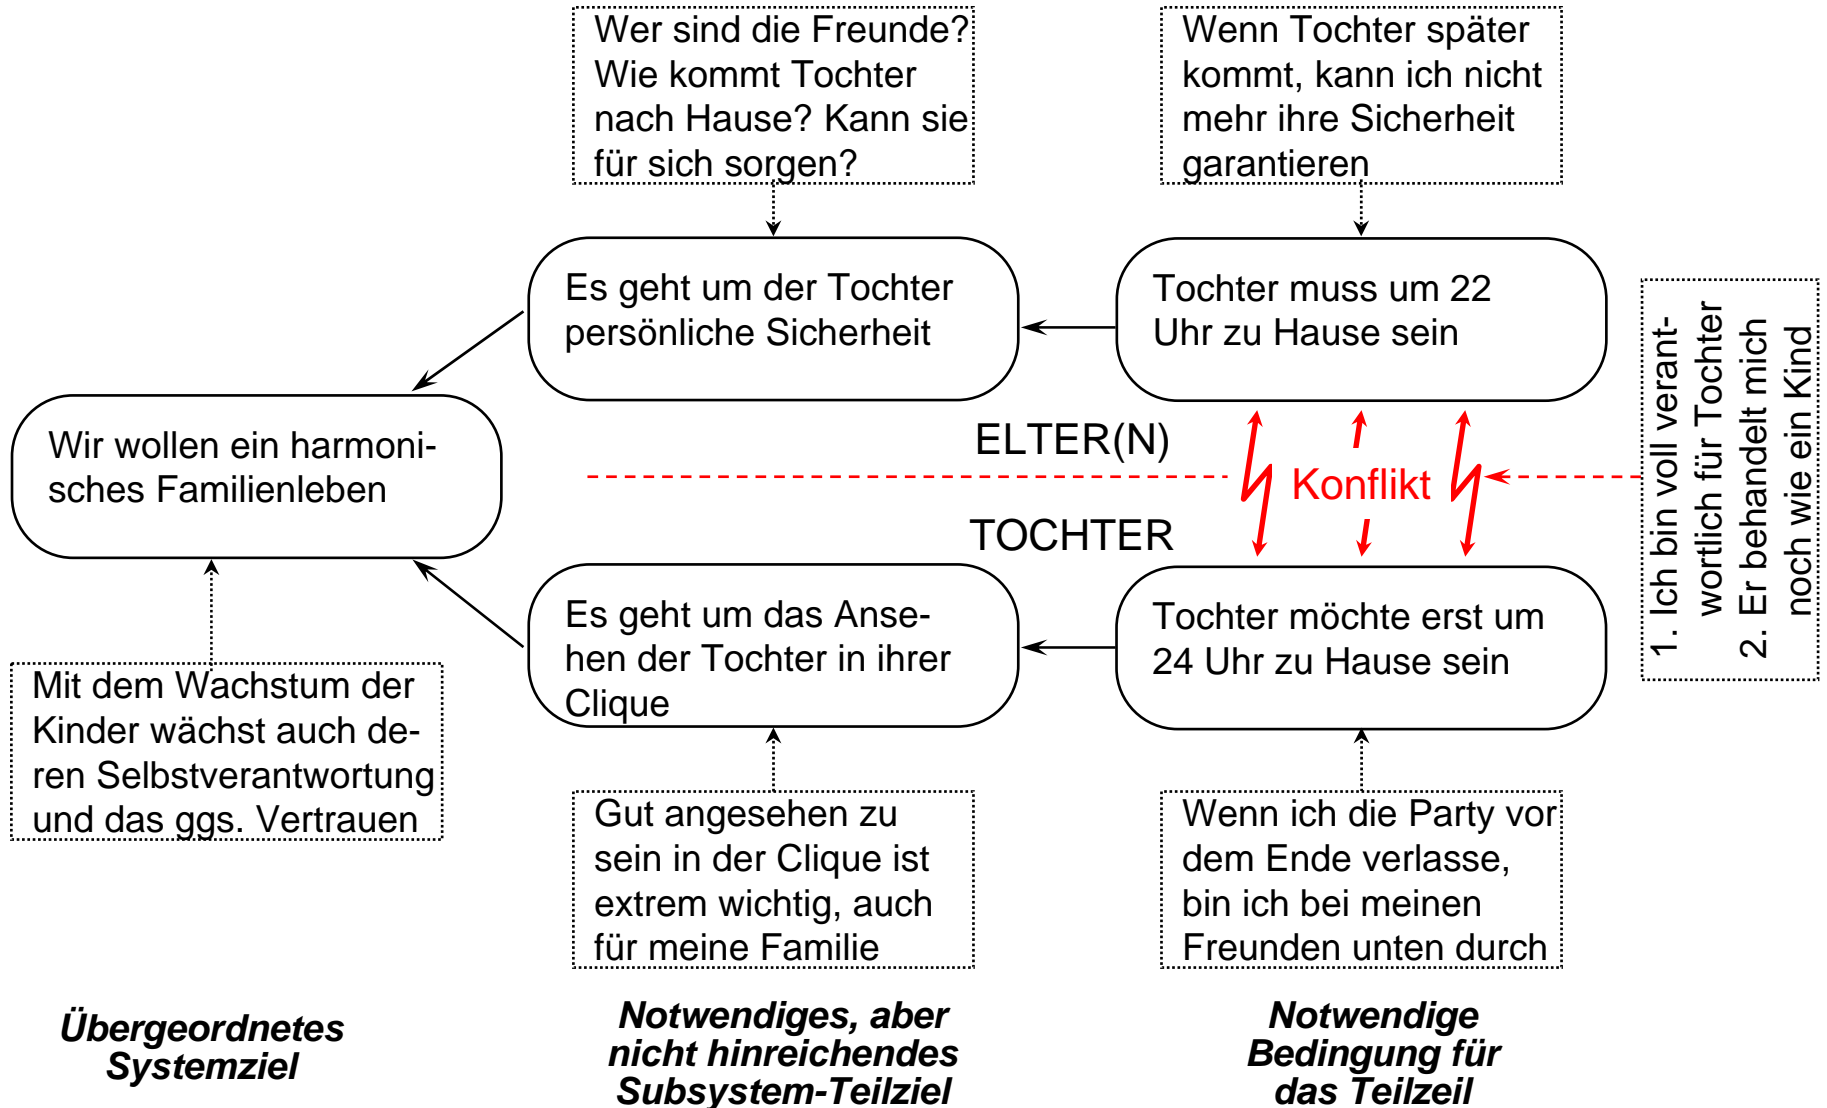 Wer sind die Freunde?
Wie kommt Tochter
nach Hause? Kann sie
für sich sorgen?
Wenn Tochter später
kommt, kann ich nicht
mehr ihre Sicherheit
garantieren
Es geht um der Tochter
persönliche Sicherheit
Tochter muss um 22
Uhr zu Hause sein
Wir wollen ein harmoni-
sches Familienleben
ELTER(N)
Konflikt
TOCHTER
1. Ich bin voll verant-
wortlich für Tochter
2. Er behandelt mich
noch wie ein Kind
Es geht um das Anse-
hen der Tochter in ihrer
Clique
Tochter möchte erst um
24 Uhr zu Hause sein
Mit dem Wachstum der
Kinder wächst auch de-
ren Selbstverantwortung
und das ggs. Vertrauen
Gut angesehen zu
sein in der Clique ist
extrem wichtig, auch
für meine Familie
Wenn ich die Party vor
dem Ende verlasse,
bin ich bei meinen
Freunden unten durch
Übergeordnetes
Systemziel
Notwendiges, aber
nicht hinreichendes
Subsystem-Teilziel
Notwendige
Bedingung für
das Teilzeil